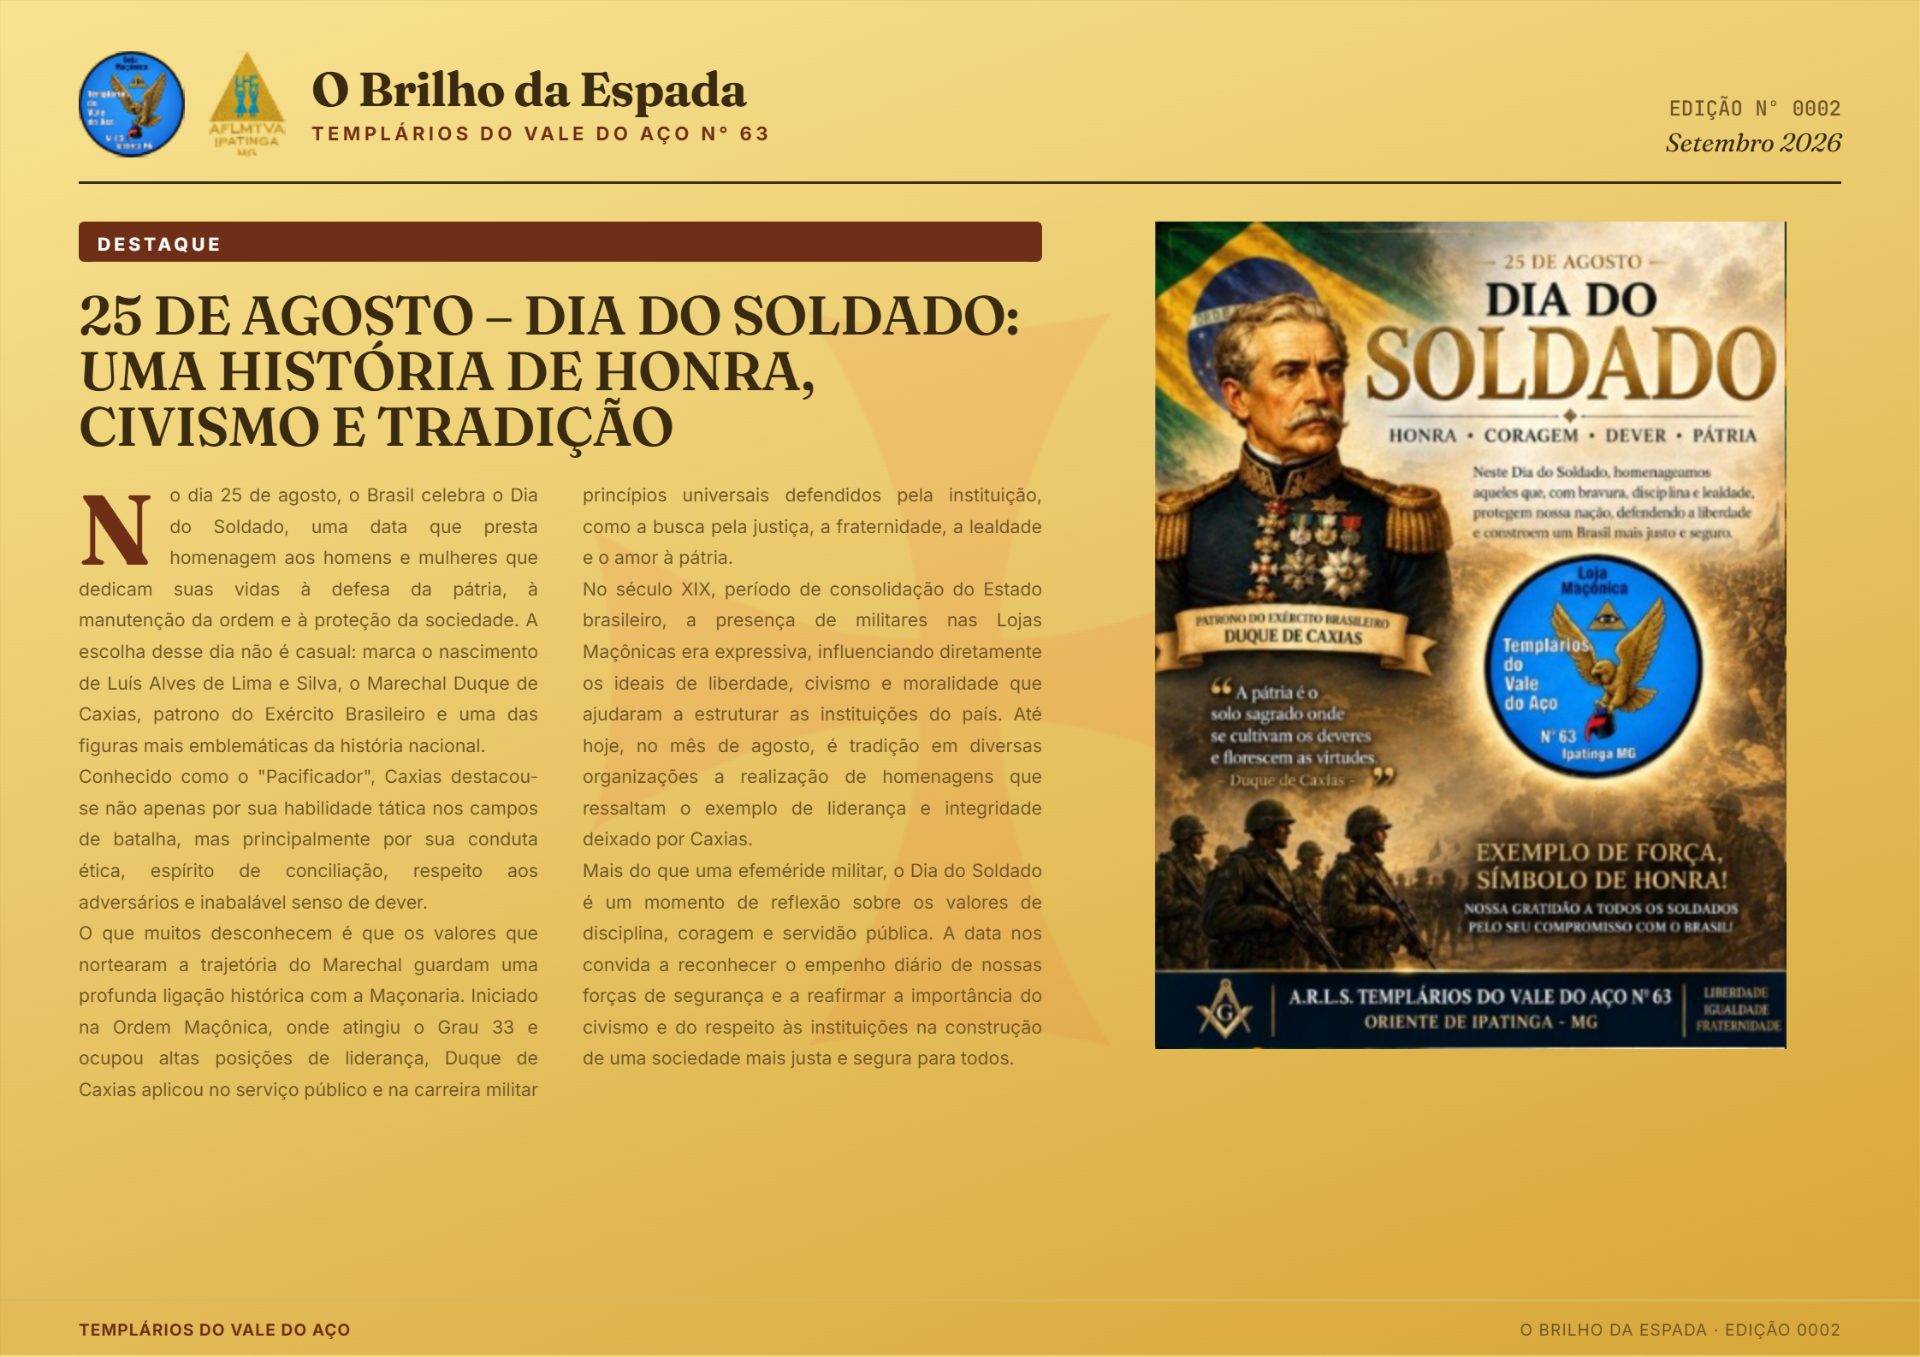 Loja
Maçônica
Templários
do
Vale
do Aço
Nº 63
AFLMTVA
IPATINGA
MG
O Brilho da Espada
TEMPLÁRIOS DO VALE DO AÇO N° 63
EDIÇÃO N° 0002
Setembro 2026
DESTAQUE
25 DE AGOSTO – DIA DO SOLDADO:
UMA HISTÓRIA DE HONRA,
CIVISMO E TRADIÇÃO
No dia 25 de agosto, o Brasil celebra o Dia
do Soldado, uma data que presta
homenagem aos homens e mulheres que
dedicam suas vidas à defesa da pátria, à
manutenção da ordem e à proteção da sociedade. A
escolha desse dia não é casual: marca o nascimento
de Luís Alves de Lima e Silva, o Marechal Duque de
Caxias, patrono do Exército Brasileiro e uma das
figuras mais emblemáticas da história nacional.
Conhecido como o "Pacificador", Caxias destacou-
se não apenas por sua habilidade tática nos campos
de batalha, mas principalmente por sua conduta
ética, espírito de conciliação, respeito aos
adversários e inabalável senso de dever.
O que muitos desconhecem é que os valores que
nortearam a trajetória do Marechal guardam uma
profunda ligação histórica com a Maçonaria. Iniciado
na Ordem Maçônica, onde atingiu o Grau 33 e
ocupou altas posições de liderança, Duque de
Caxias aplicou no serviço público e na carreira militar
princípios universais defendidos pela instituição,
como a busca pela justiça, a fraternidade, a lealdade
e o amor à pátria.
No século XIX, período de consolidação do Estado
brasileiro, a presença de militares nas Lojas
Maçônicas era expressiva, influenciando diretamente
os ideais de liberdade, civismo e moralidade que
ajudaram a estruturar as instituições do país. Até
hoje, no mês de agosto, é tradição em diversas
organizações a realização de homenagens que
ressaltam o exemplo de liderança e integridade
deixado por Caxias.
Mais do que uma efeméride militar, o Dia do Soldado
é um momento de reflexão sobre os valores de
disciplina, coragem e servidão pública. A data nos
convida a reconhecer o empenho diário de nossas
forças de segurança e a reafirmar a importância do
civismo e do respeito às instituições na construção
de uma sociedade mais justa e segura para todos.
25 DE AGOSTO
DIA DO
SOLDADO
HONRA • CORAGEM • DEVER • PÁTRIA
Neste Dia do Soldado, homenageamos
aqueles que, com bravura, disciplina e lealdade,
protegem nossa nação, defendendo a liberdade
e constroem um Brasil mais justo e seguro.
PATRONO DO EXÉRCITO BRASILEIRO
DUQUE DE CAXIAS
“A pátria é o
solo sagrado onde
se cultivam os deveres
e florescem as virtudes.
- Duque de Caxias - ”
Loja
Maçônica
Templários
do
Vale
do Aço
Nº 63
Ipatinga MG
EXEMPLO DE FORÇA,
SÍMBOLO DE HONRA!
NOSSA GRATIDÃO A TODOS OS SOLDADOS
PELO SEU COMPROMISSO COM O BRASIL!
G
A.R.L.S. TEMPLÁRIOS DO VALE DO AÇO Nº 63
ORIENTE DE IPATINGA - MG
LIBERDADE
IGUALDADE
FRATERNIDADE
TEMPLÁRIOS DO VALE DO AÇO
O BRILHO DA ESPADA · EDIÇÃO 0002